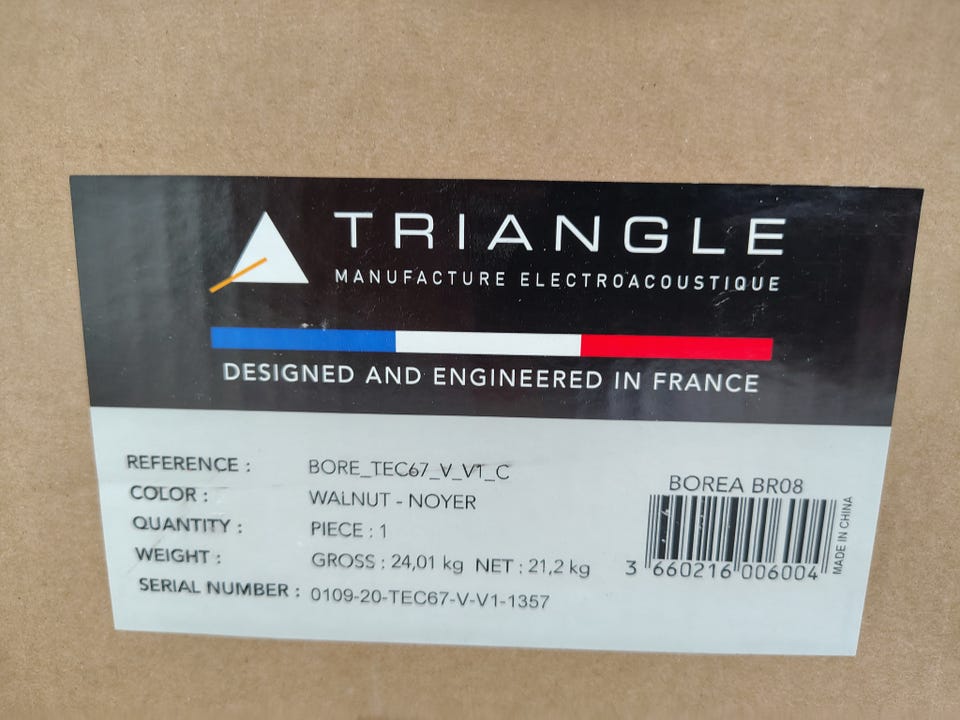 TRIANGLE
MANUFACTURE ELECTROACOUSTIQUE
DESIGNED AND ENGINEERED IN FRANCE
REFERENCE : BORE_TEC67_V_V1_C
COLOR : WALNUT - NOYER
QUANTITY : PIECE : 1
WEIGHT : GROSS : 24,01 kg NET : 21,2 kg
SERIAL NUMBER : 0109-20-TEC67-V-V1-1357
BOREA BR08
3 660216 006004
MADE IN CHINA